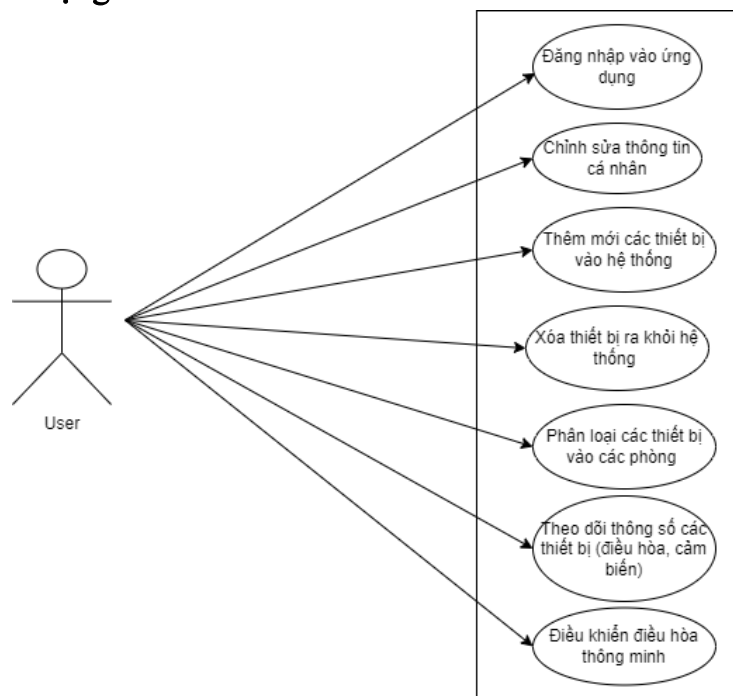 Đăng nhập vào ứng
dụng
Chỉnh sửa thông tin
cá nhân
Thêm mới các thiết bị
vào hệ thống
Xóa thiết bị ra khỏi hệ
thống
User
Phân loại các thiết bị
vào các phòng
Theo dõi thông số các
thiết bị (điều hòa, cảm
biến)
Điều khiển điều hòa
thông minh